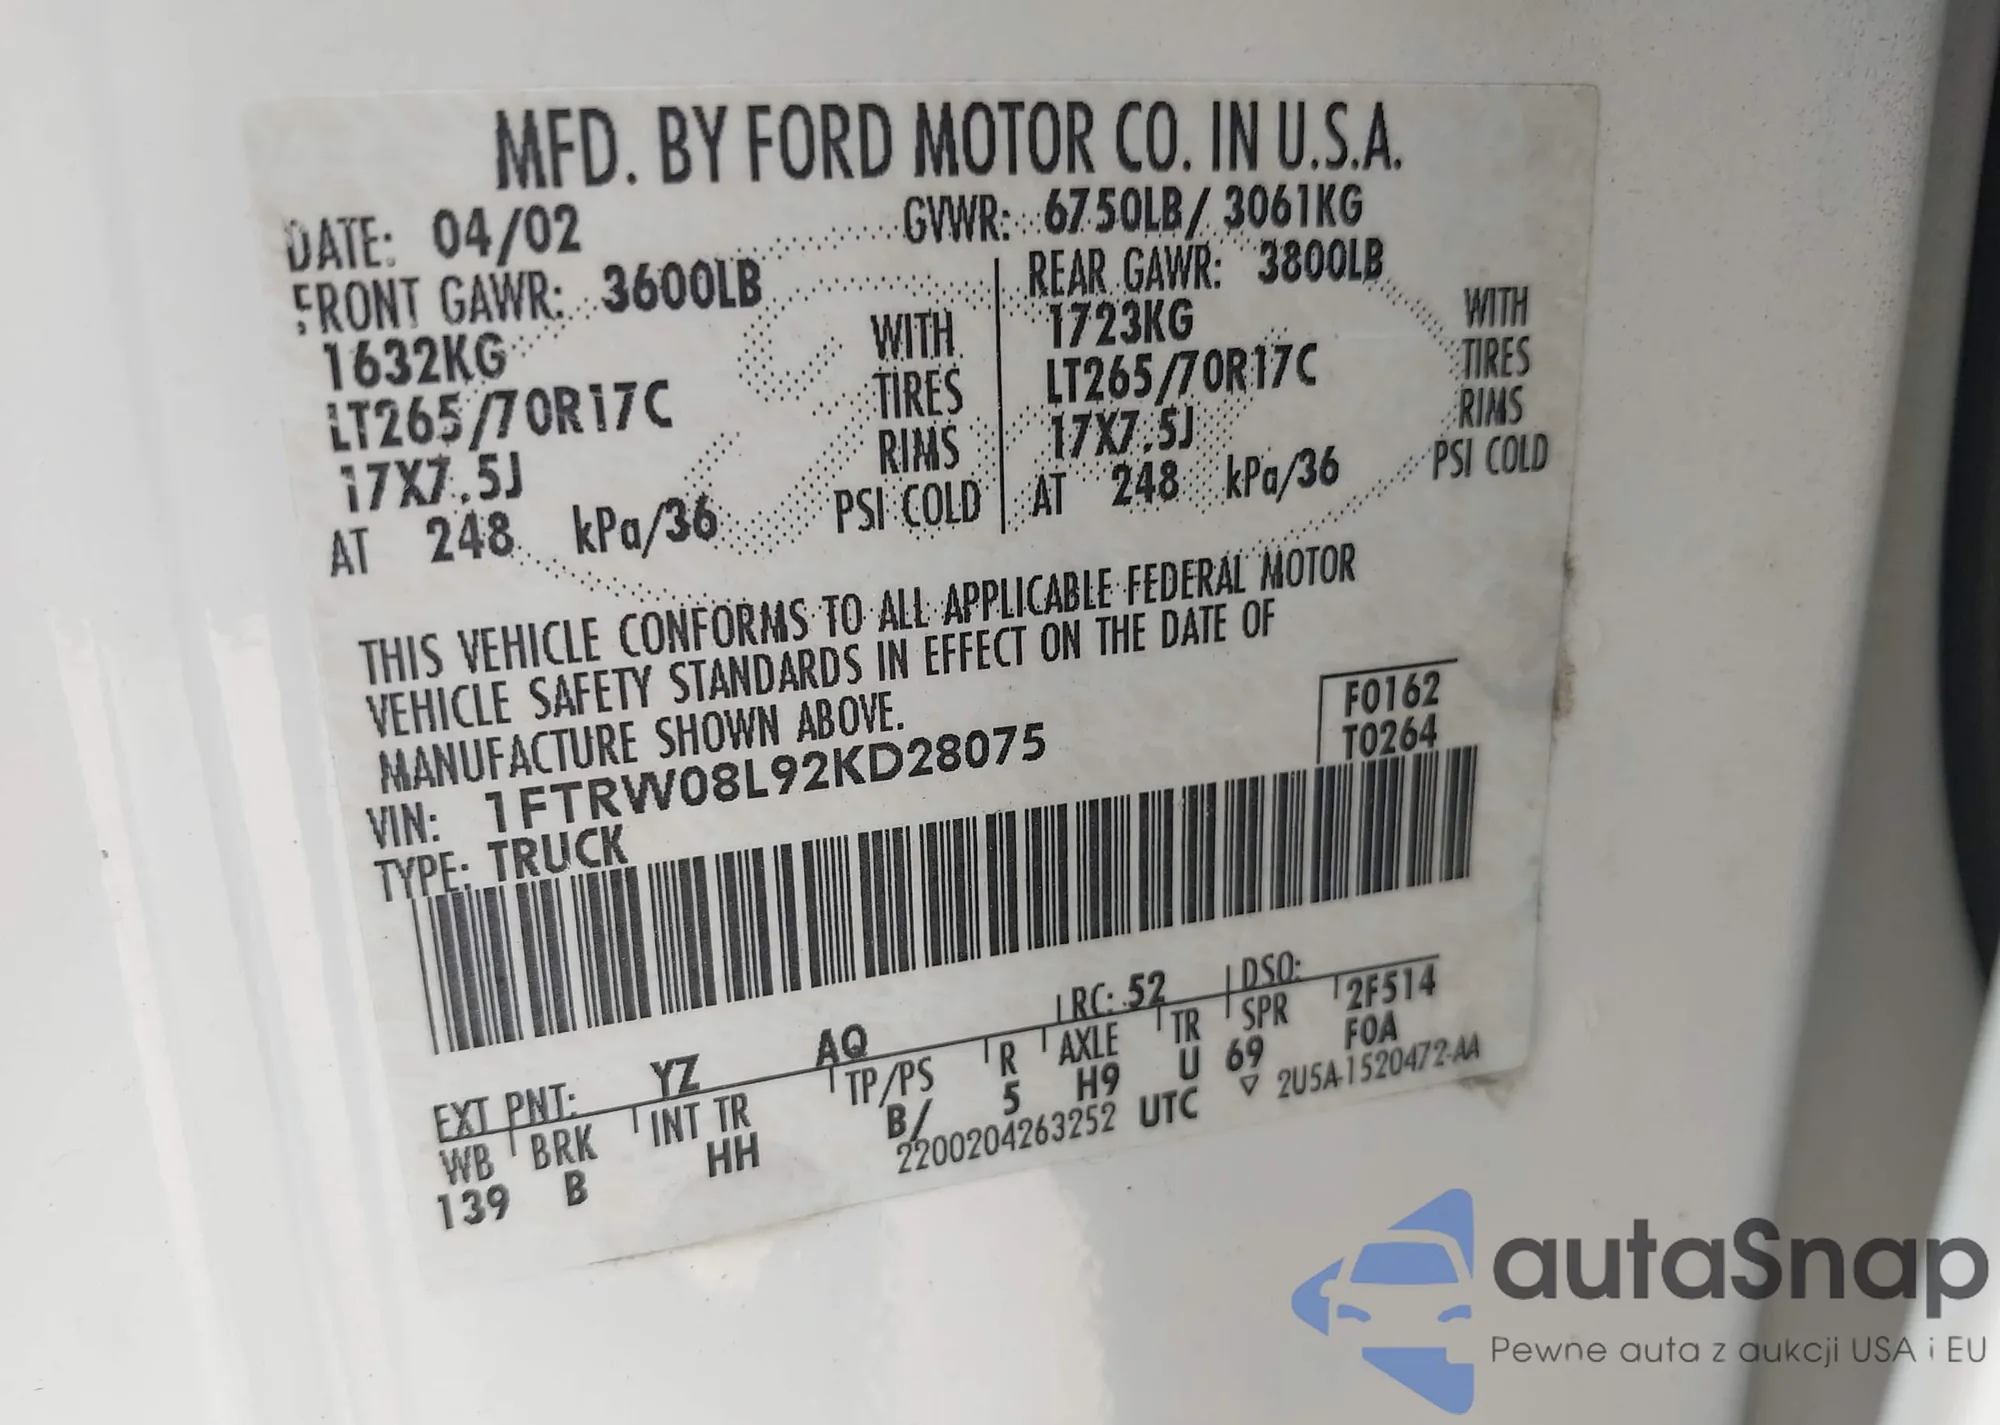 MFD. BY FORD MOTOR CO. IN U.S.A.
DATE: 04/02 GVWR: 6750LB/ 3061KG
FRONT GAWR: 3600LB
1632KG WITH
LT265/70R17C TIRES
17X7.5J RIMS
AT 248 kPa/36 PSI COLD
REAR GAWR: 3800LB
1723KG WITH
LT265/70R17C TIRES
17X7.5J RIMS
AT 248 kPa/36 PSI COLD
THIS VEHICLE CONFORMS TO ALL APPLICABLE FEDERAL MOTOR
VEHICLE SAFETY STANDARDS IN EFFECT ON THE DATE OF
MANUFACTURE SHOWN ABOVE.
F0162
T0264
VIN: 1FTRW08L92KD28075
TYPE: TRUCK
EXT PNT: YZ AQ RC: 52 DSO: 2F514
WB BRK INT TR TP/PS R AXLE TR SPR F0A
139 B HH B/ 5 H9 U 69
2200204263252 UTC ▽ 2U5A-1520472-AA
autaSnap
Pewne auta z aukcji USA i EU